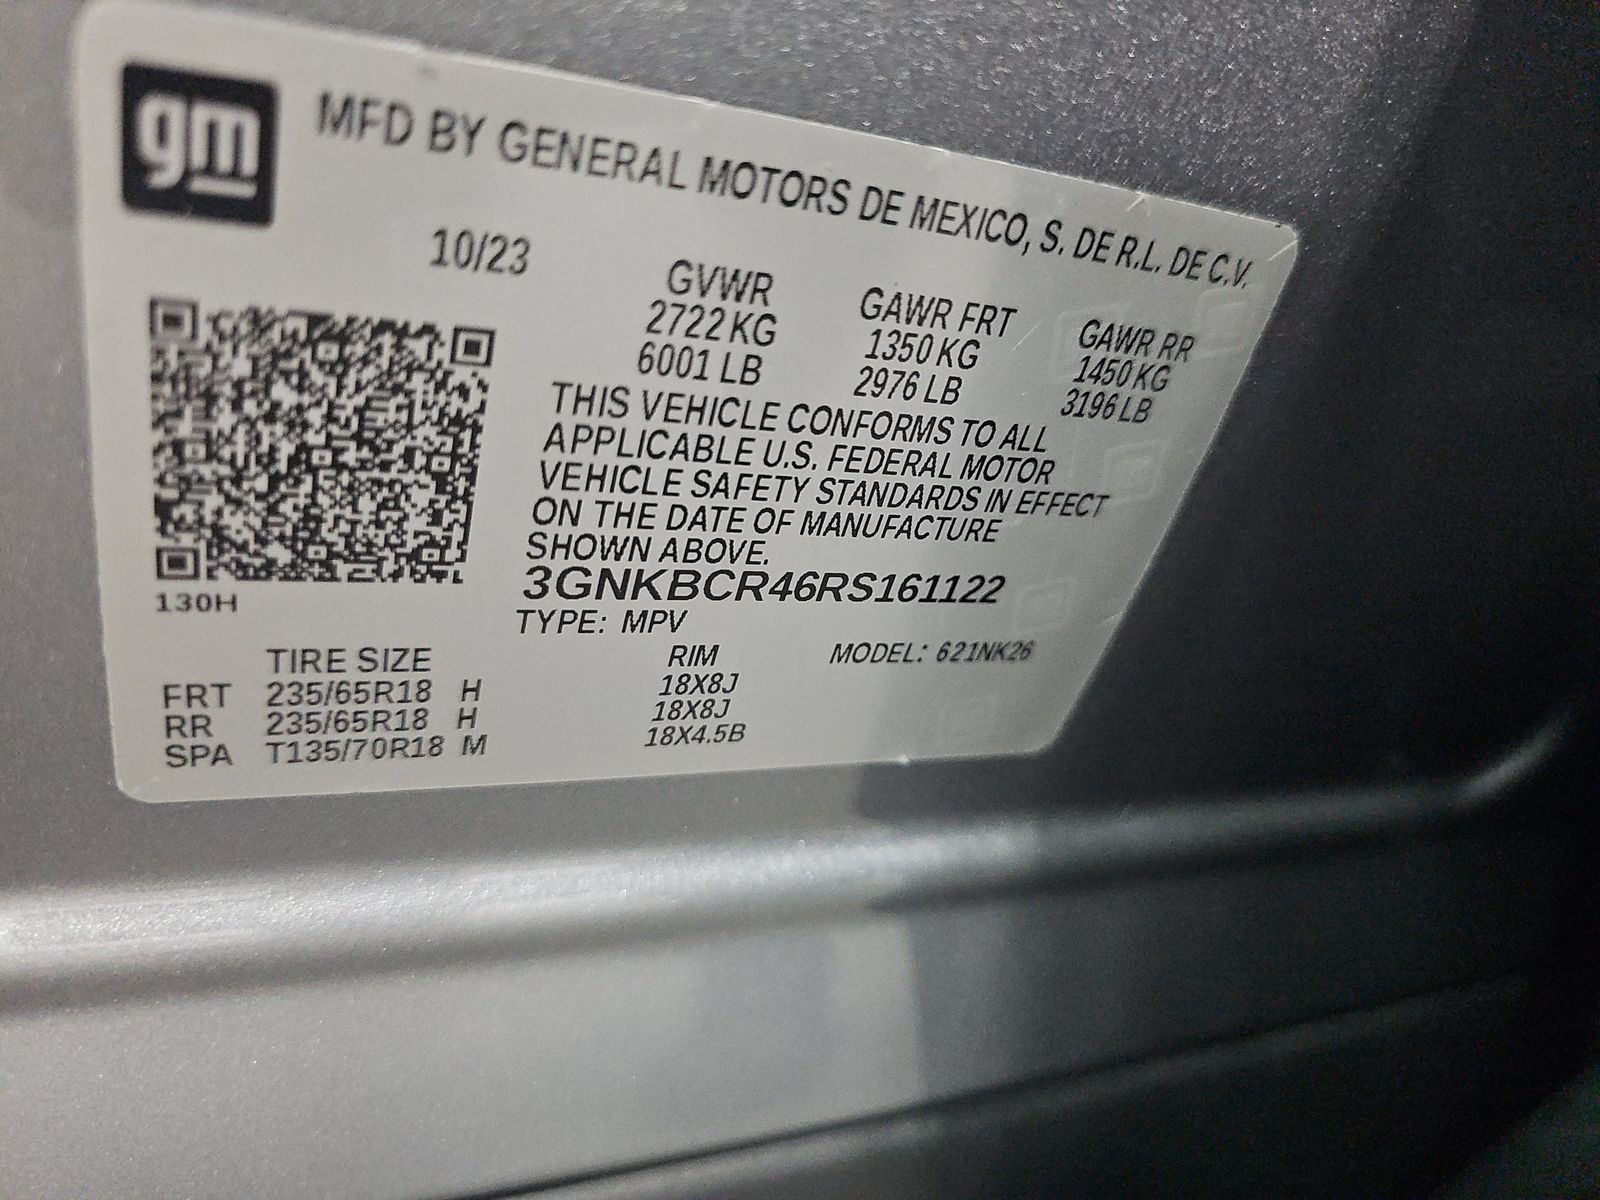 gm
MFD BY GENERAL MOTORS DE MEXICO, S. DE R.L. DE C.V.
10/23
GVWR GAWR FRT GAWR RR
2722 KG 1350 KG 1450 KG
6001 LB 2976 LB 3196 LB
THIS VEHICLE CONFORMS TO ALL
APPLICABLE U.S. FEDERAL MOTOR
VEHICLE SAFETY STANDARDS IN EFFECT
ON THE DATE OF MANUFACTURE
SHOWN ABOVE.
3GNKBCR46RS161122
130H
TYPE: MPV MODEL: 621NK26
TIRE SIZE RIM
FRT 235/65R18 H 18X8J
RR 235/65R18 H 18X8J
SPA T135/70R18 M 18X4.5B